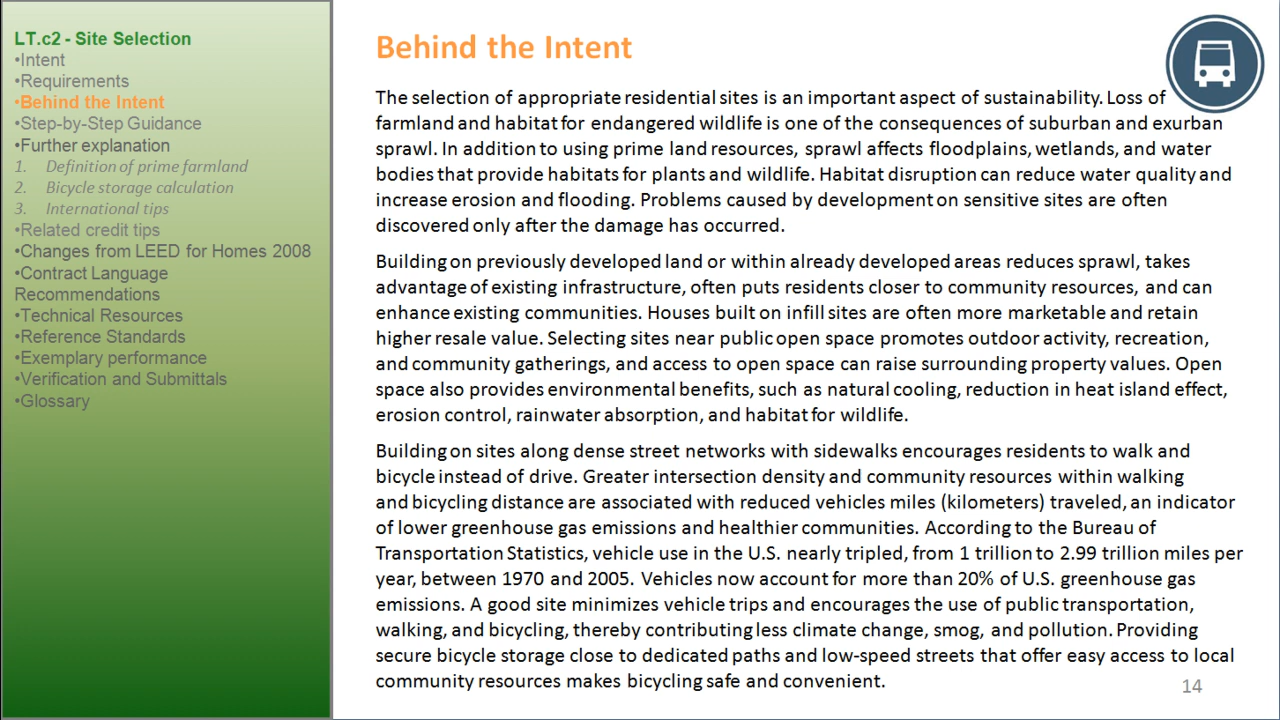 LT.c2 - Site Selection
•Intent
•Requirements
•Behind the Intent
•Step-by-Step Guidance
•Further explanation
1. Definition of prime farmland
2. Bicycle storage calculation
3. International tips
•Related credit tips
•Changes from LEED for Homes 2008
•Contract Language
Recommendations
•Technical Resources
•Reference Standards
•Exemplary performance
•Verification and Submittals
•Glossary
Behind the Intent
The selection of appropriate residential sites is an important aspect of sustainability. Loss of
farmland and habitat for endangered wildlife is one of the consequences of suburban and exurban
sprawl. In addition to using prime land resources, sprawl affects floodplains, wetlands, and water
bodies that provide habitats for plants and wildlife. Habitat disruption can reduce water quality and
increase erosion and flooding. Problems caused by development on sensitive sites are often
discovered only after the damage has occurred.
Building on previously developed land or within already developed areas reduces sprawl, takes
advantage of existing infrastructure, often puts residents closer to community resources, and can
enhance existing communities. Houses built on infill sites are often more marketable and retain
higher resale value. Selecting sites near public open space promotes outdoor activity, recreation,
and community gatherings, and access to open space can raise surrounding property values. Open
space also provides environmental benefits, such as natural cooling, reduction in heat island effect,
erosion control, rainwater absorption, and habitat for wildlife.
Building on sites along dense street networks with sidewalks encourages residents to walk and
bicycle instead of drive. Greater intersection density and community resources within walking
and bicycling distance are associated with reduced vehicles miles (kilometers) traveled, an indicator
of lower greenhouse gas emissions and healthier communities. According to the Bureau of
Transportation Statistics, vehicle use in the U.S. nearly tripled, from 1 trillion to 2.99 trillion miles per
year, between 1970 and 2005. Vehicles now account for more than 20% of U.S. greenhouse gas
emissions. A good site minimizes vehicle trips and encourages the use of public transportation,
walking, and bicycling, thereby contributing less climate change, smog, and pollution. Providing
secure bicycle storage close to dedicated paths and low-speed streets that offer easy access to local
community resources makes bicycling safe and convenient.
14